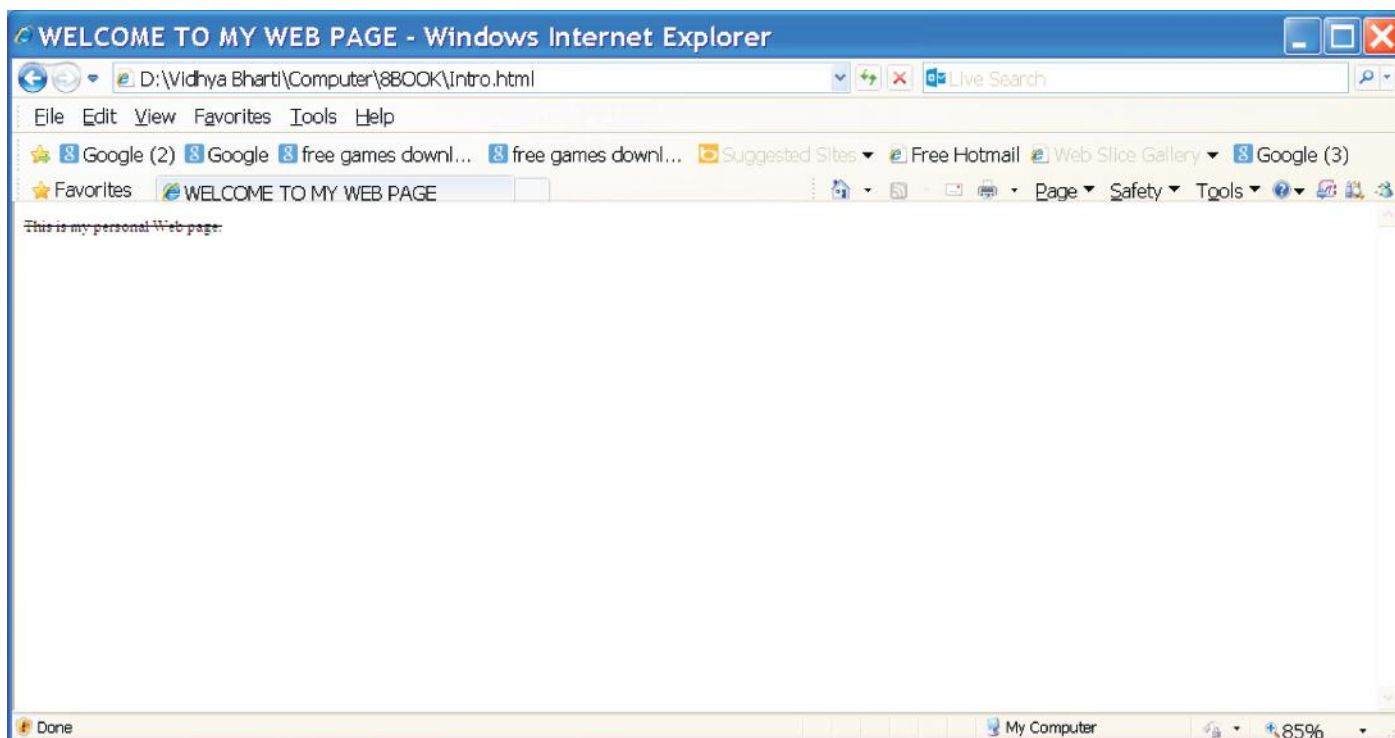 WELCOME TO MY WEB PAGE - Windows Internet Explorer
D:\Vidhya Bharti\Computer\8BOOK\Intro.html Live Search
File Edit View Favorites Tools Help
Google (2) Google free games downl... free games downl... Suggested Sites Free Hotmail Web Slice Gallery Google (3)
Favorites WELCOME TO MY WEB PAGE Page Safety Tools
This is my personal Web page.
Done My Computer 85%